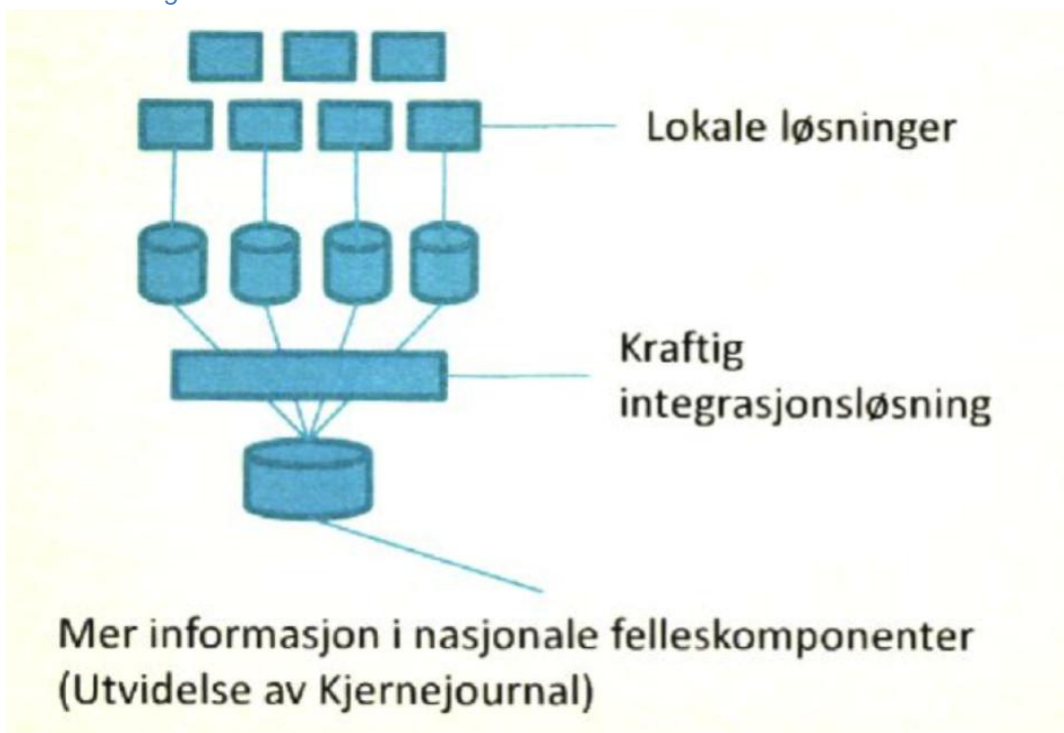 Lokale løsninger
Kraftig
integrasjonsløsning
Mer informasjon i nasjonale felleskomponenter
(Utvidelse av Kjernejournal)